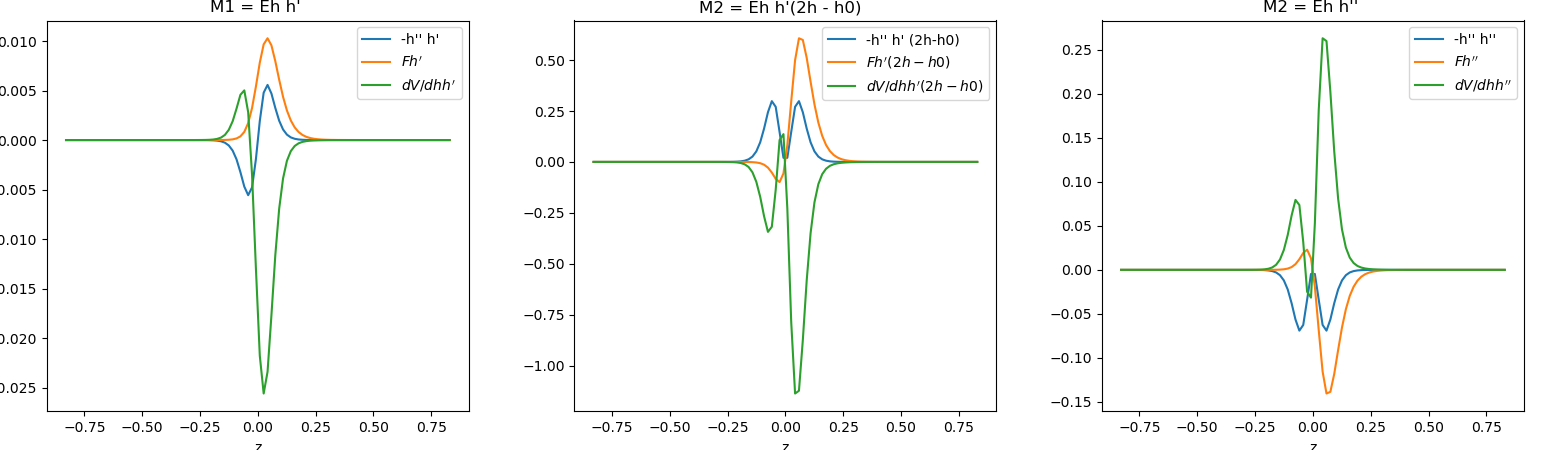 M1 = Eh h'
-h'' h'
Fh′
dV/dhh′
0.010
0.005
0.000
0.005
0.010
0.015
0.020
0.025
−0.75 −0.50 −0.25 0.00 0.25 0.50 0.75
z
M2 = Eh h'(2h - h0)
-h'' h' (2h-h0)
Fh′(2h − h0)
dV/dhh′(2h − h0)
0.50
0.25
0.00
−0.25
−0.50
−0.75
−1.00
−0.75 −0.50 −0.25 0.00 0.25 0.50 0.75
z
M2 = Eh h''
-h'' h''
Fh″
dV/dhh″
0.25
0.20
0.15
0.10
0.05
0.00
−0.05
−0.10
−0.15
−0.75 −0.50 −0.25 0.00 0.25 0.50 0.75
z